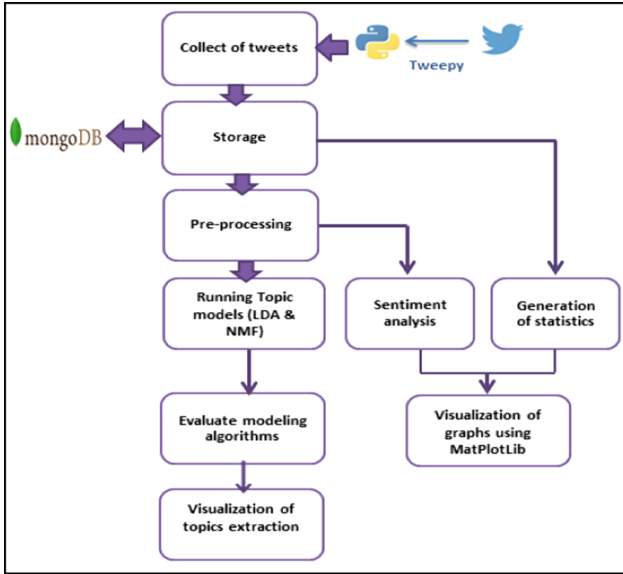 Collect of tweets
Tweepy
mongoDB
Storage
Pre-processing
Running Topic
models (LDA &
NMF)
Sentiment
analysis
Generation
of statistics
Evaluate modeling
algorithms
Visualization of
graphs using
MatPlotLib
Visualization of
topics extraction